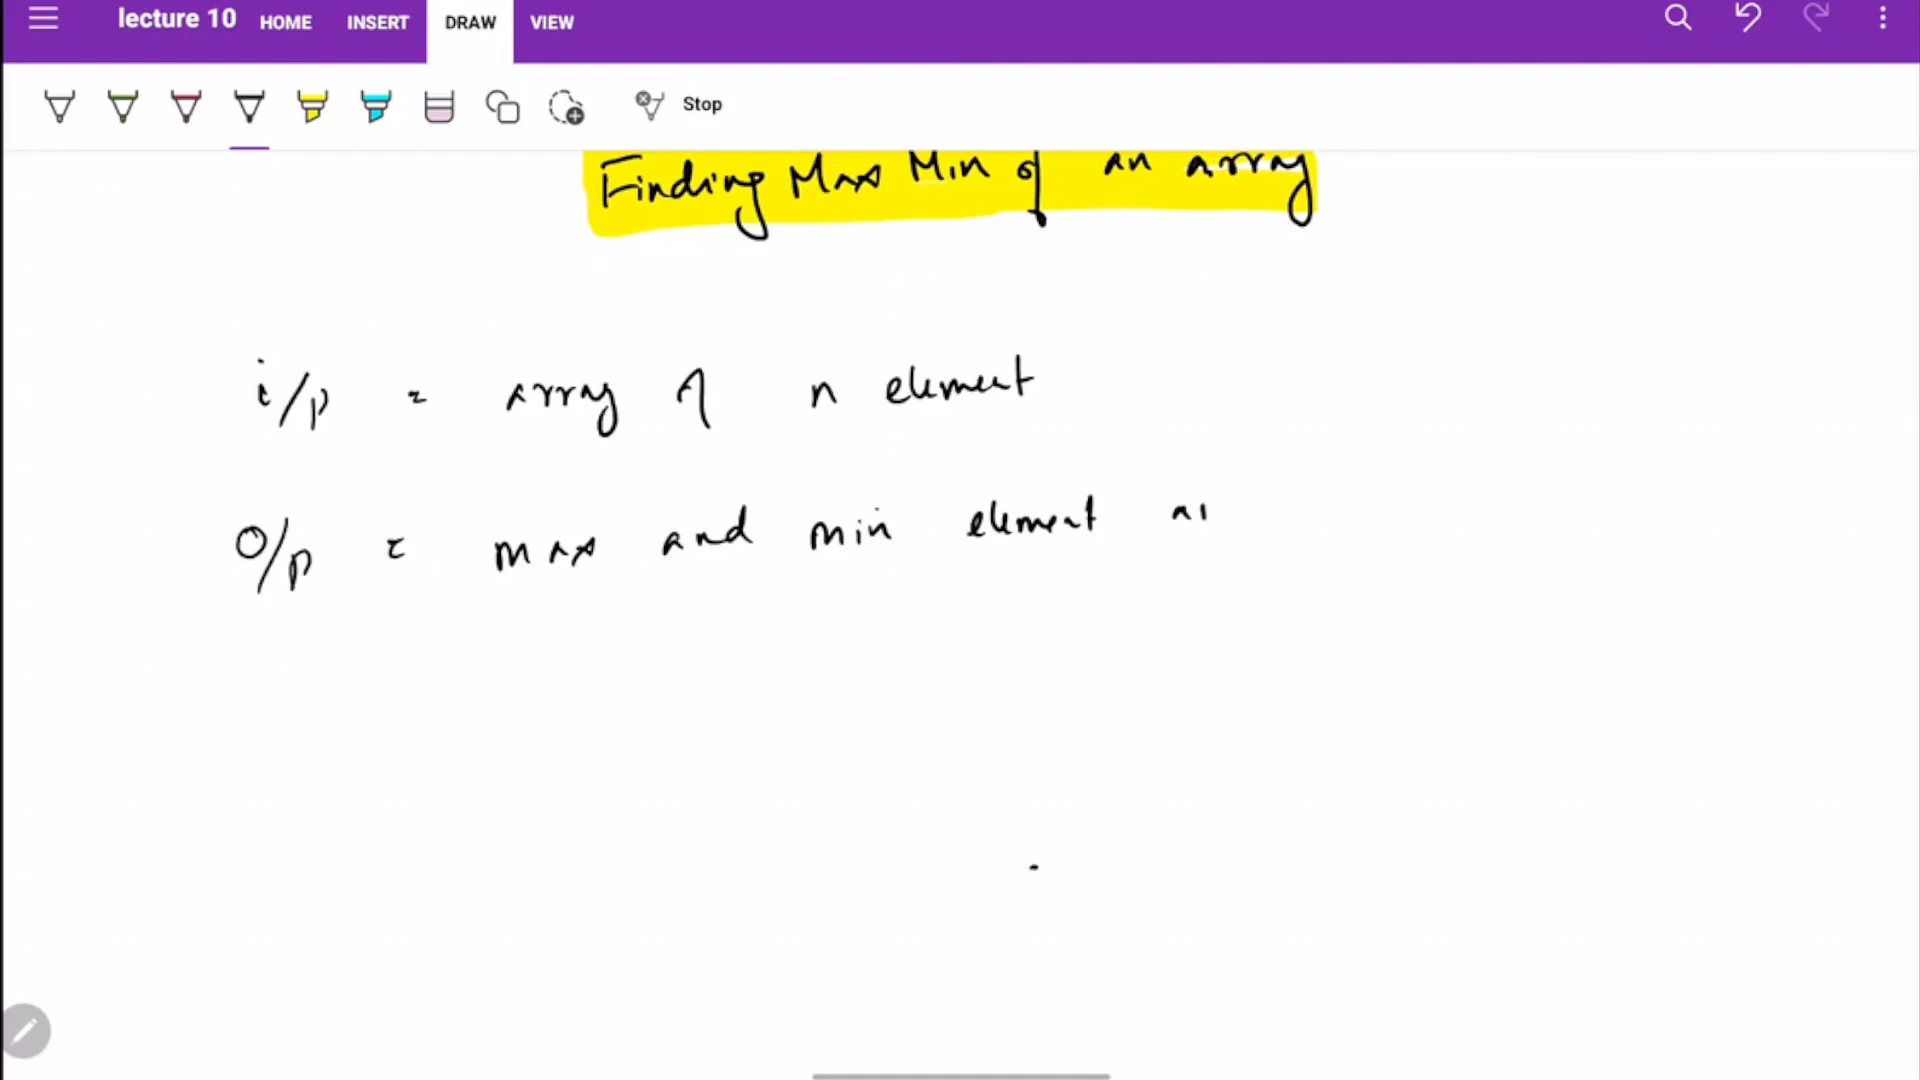 lecture 10 HOME INSERT DRAW VIEW
Stop
Finding Max Min of an array
i/p = array of n element
O/p = max and min element